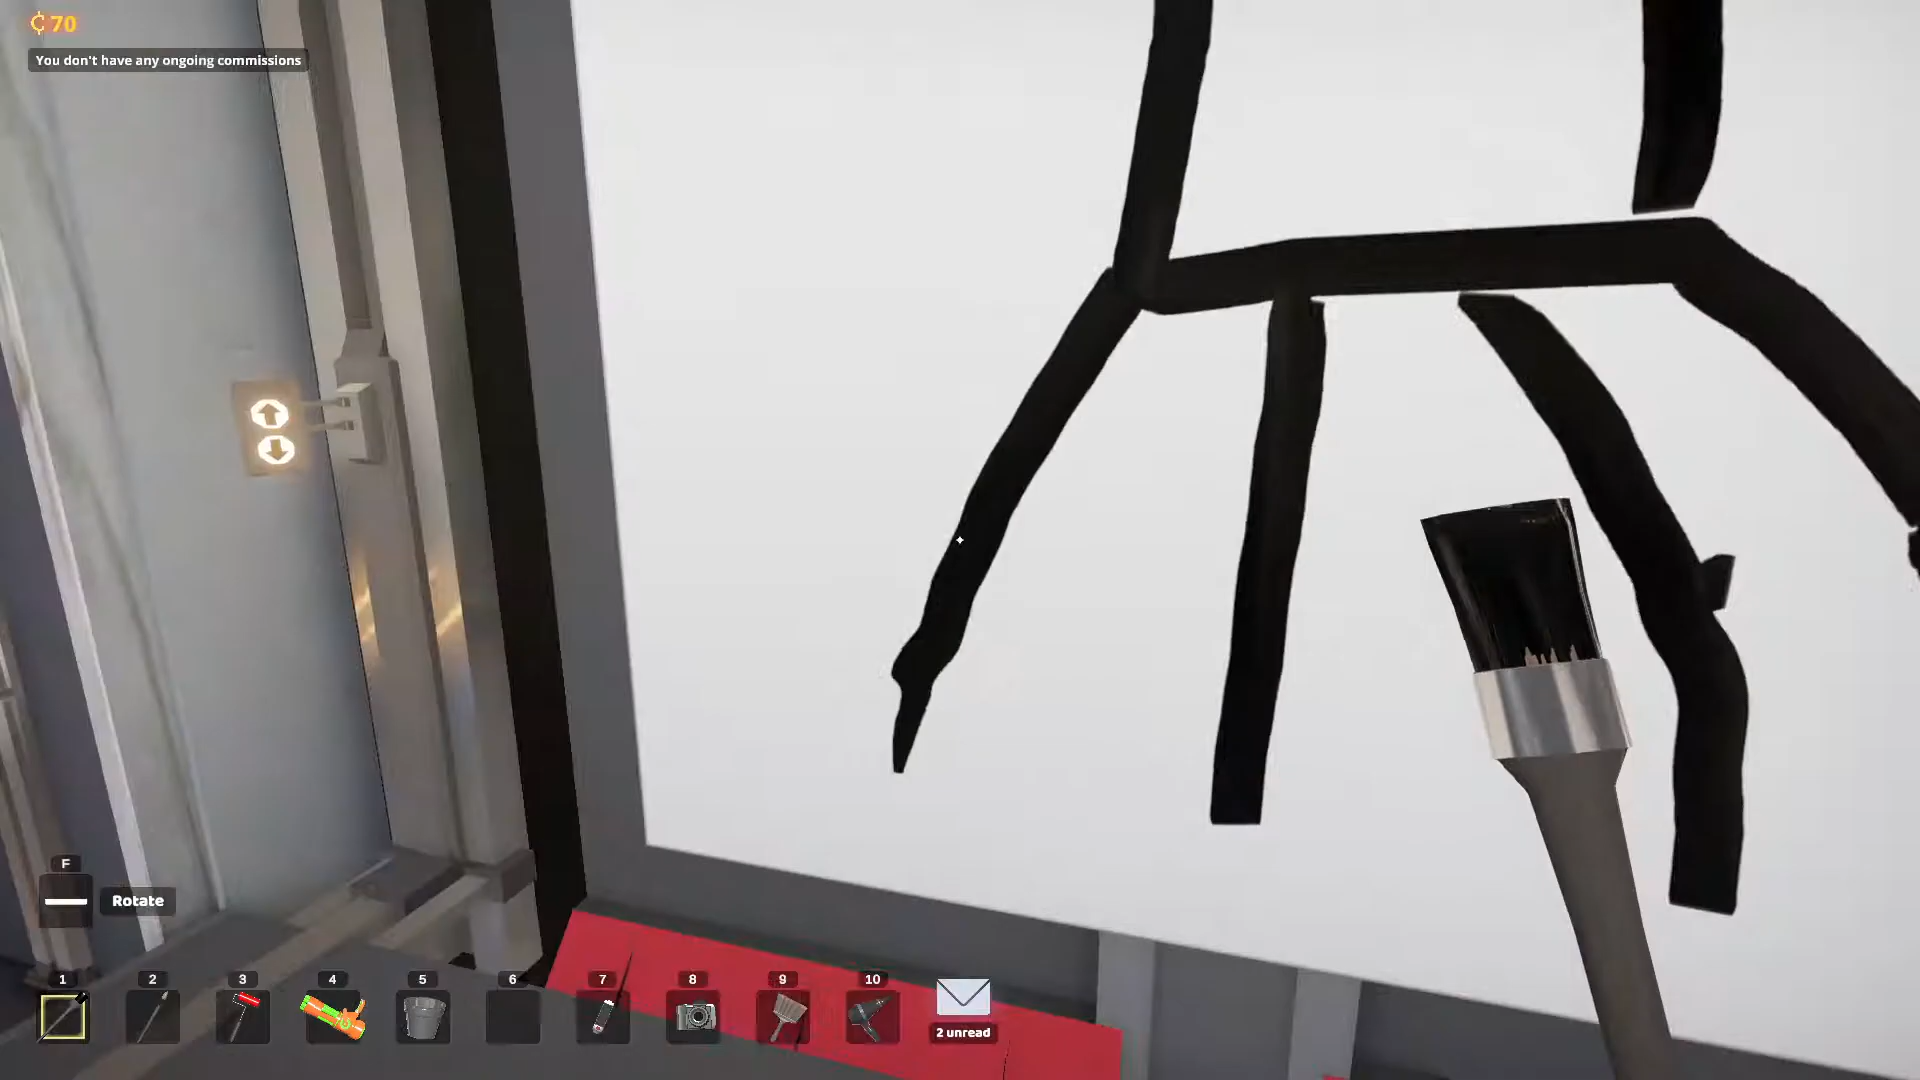 ₵ 70
You don't have any ongoing commissions
F
Rotate
1 2 3 4 5 6 7 8 9 10
2 unread